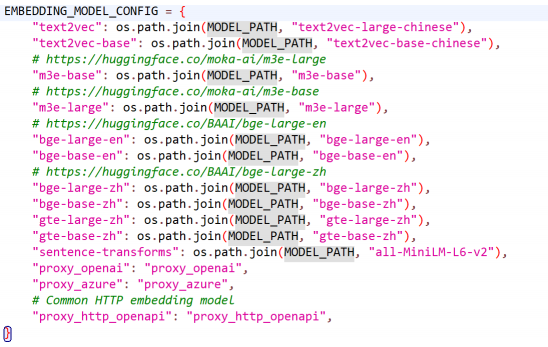 EMBEDDING_MODEL_CONFIG = {
    "text2vec": os.path.join(MODEL_PATH, "text2vec-large-chinese"),
    "text2vec-base": os.path.join(MODEL_PATH, "text2vec-base-chinese"),
    # https://huggingface.co/moka-ai/m3e-large
    "m3e-base": os.path.join(MODEL_PATH, "m3e-base"),
    # https://huggingface.co/moka-ai/m3e-base
    "m3e-large": os.path.join(MODEL_PATH, "m3e-large"),
    # https://huggingface.co/BAAI/bge-large-en
    "bge-large-en": os.path.join(MODEL_PATH, "bge-large-en"),
    "bge-base-en": os.path.join(MODEL_PATH, "bge-base-en"),
    # https://huggingface.co/BAAI/bge-large-zh
    "bge-large-zh": os.path.join(MODEL_PATH, "bge-large-zh"),
    "bge-base-zh": os.path.join(MODEL_PATH, "bge-base-zh"),
    "gte-large-zh": os.path.join(MODEL_PATH, "gte-large-zh"),
    "gte-base-zh": os.path.join(MODEL_PATH, "gte-base-zh"),
    "sentence-transforms": os.path.join(MODEL_PATH, "all-MiniLM-L6-v2"),
    "proxy_openai": "proxy_openai",
    "proxy_azure": "proxy_azure",
    # Common HTTP embedding model
    "proxy_http_openapi": "proxy_http_openapi",
}